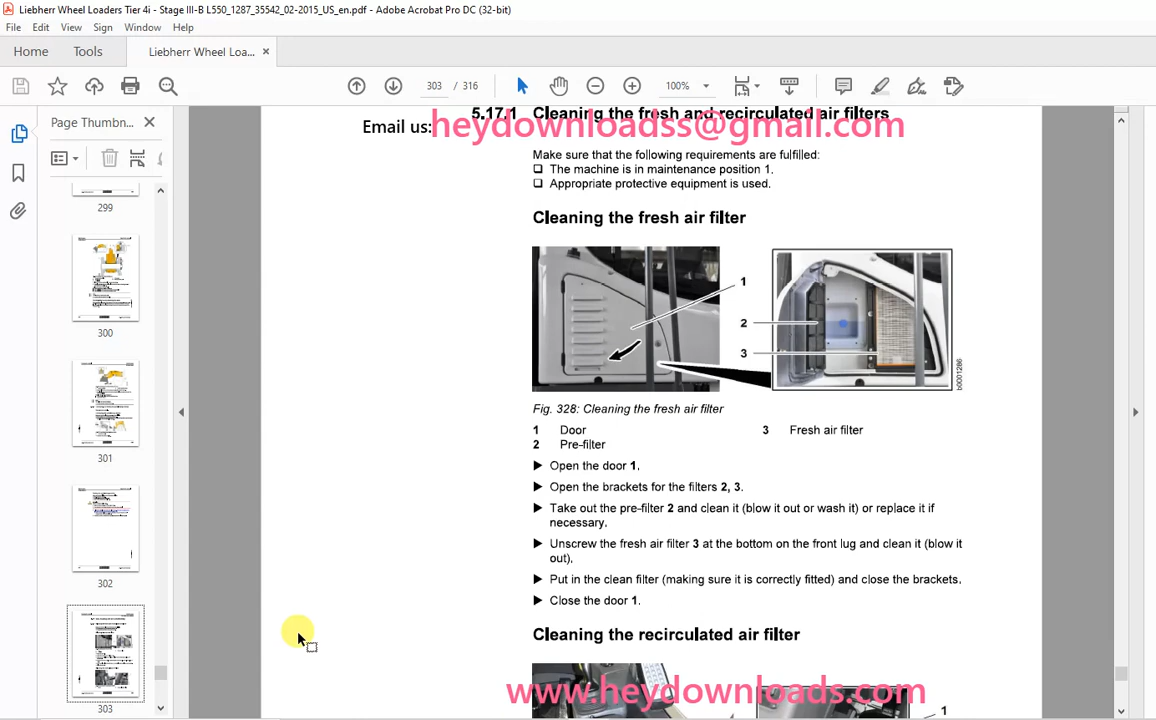 Liebherr Wheel Loaders Tier 4i - Stage III-B L550_1287_35542_02-2015_US_en.pdf - Adobe Acrobat Pro DC (32-bit)
File Edit View Sign Window Help
Home Tools Liebherr Wheel Loa... ×
303 / 316 100%
Page Thumbn...
299
300
301
302
303
5.17.1 Cleaning the fresh and recirculated air filters
Email us: heydownloadss@gmail.com
Make sure that the following requirements are fulfilled:
❑ The machine is in maintenance position 1.
❑ Appropriate protective equipment is used.
Cleaning the fresh air filter
1
2
3
b0001286
Fig. 328: Cleaning the fresh air filter
1 Door 3 Fresh air filter
2 Pre-filter
▶ Open the door 1.
▶ Open the brackets for the filters 2, 3.
▶ Take out the pre-filter 2 and clean it (blow it out or wash it) or replace it if
necessary.
▶ Unscrew the fresh air filter 3 at the bottom on the front lug and clean it (blow it
out).
▶ Put in the clean filter (making sure it is correctly fitted) and close the brackets.
▶ Close the door 1.
Cleaning the recirculated air filter
www.heydownloads.com
1